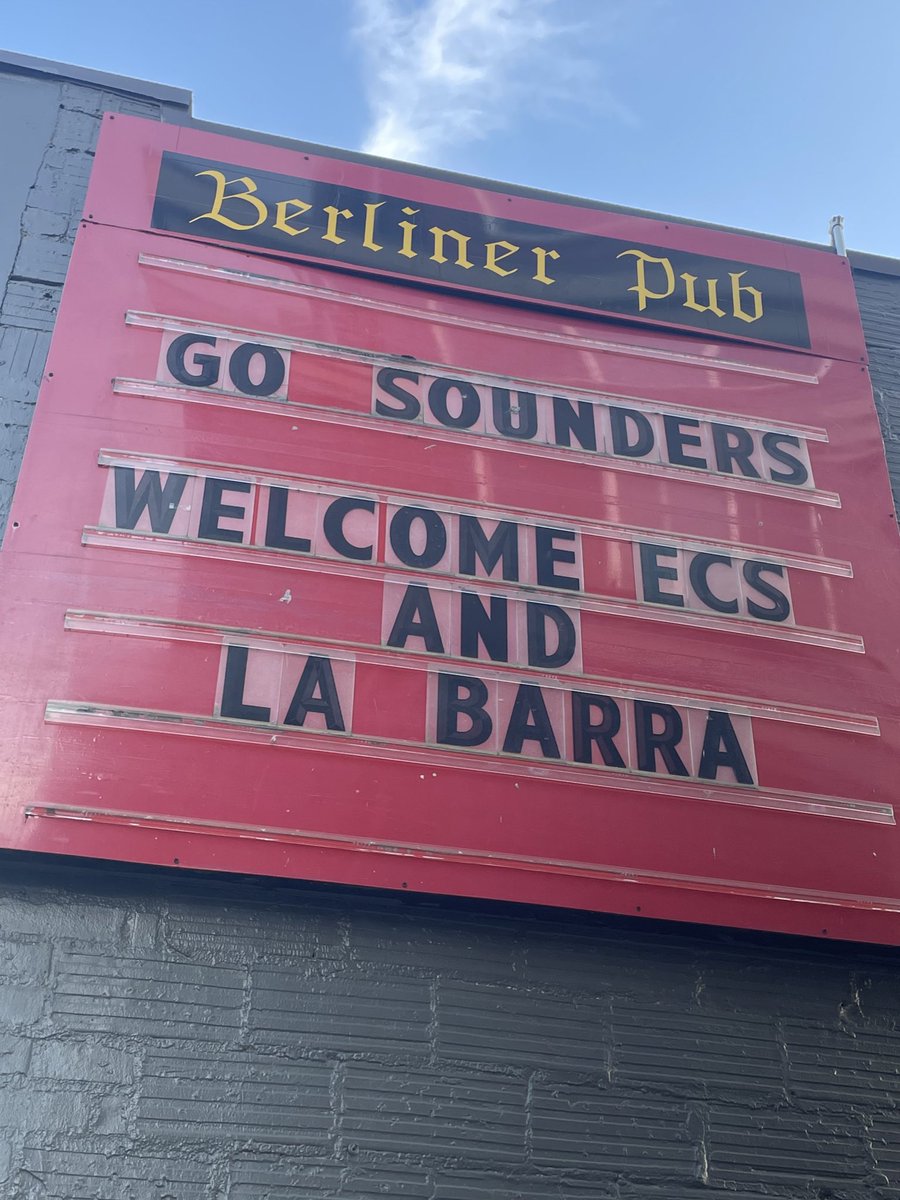 Berliner Pub
GO SOUNDERS
WELCOME ECS
AND
LA BARRA